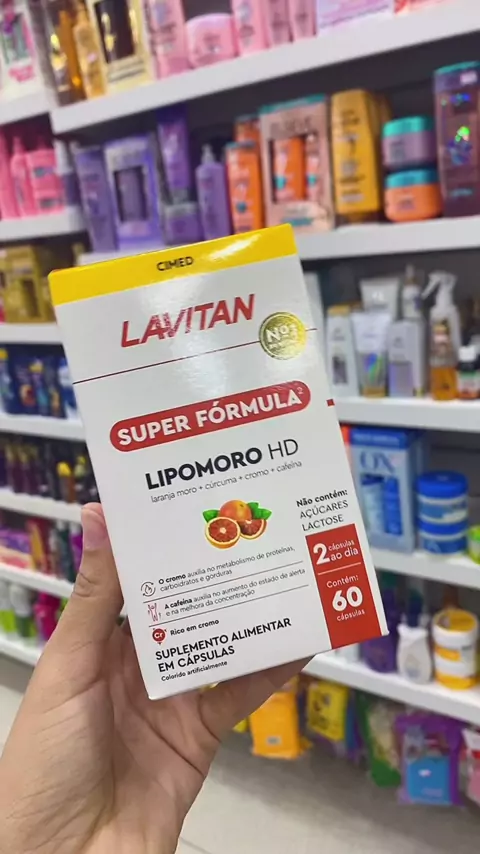 CIMED
LAVITAN
Nº1
SUPER FÓRMULA²
LIPOMORO HD
laranja moro + cúrcuma + cromo + cafeína
Não contém:
AÇÚCARES
LACTOSE
2 cápsulas
ao dia
Contém:
60
cápsulas
O cromo auxilia no metabolismo de proteínas,
carboidratos e gorduras
A cafeína auxilia no aumento do estado de alerta
e na melhora da concentração
Cr Rico em cromo
SUPLEMENTO ALIMENTAR
EM CÁPSULAS
Colorido artificialmente